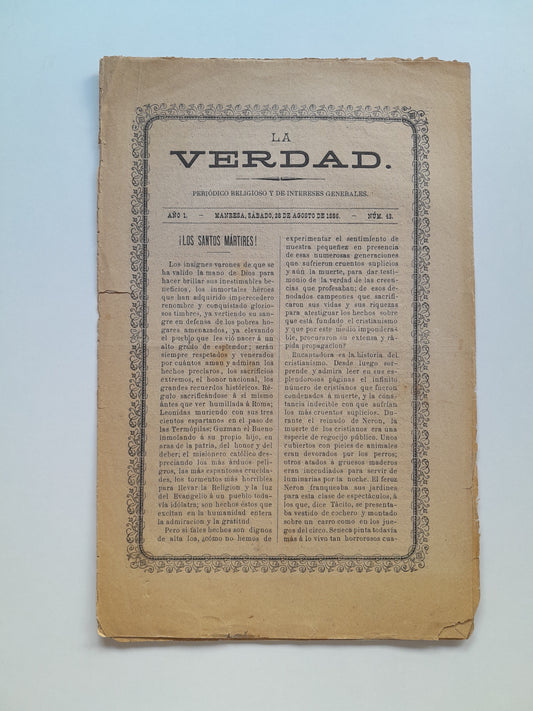 LA
VERDAD.
PERIÓDICO RELIGIOSO Y DE INTERESES GENERALES.
AÑO 1. — MANRESA, SÁBADO, 28 DE AGOSTO DE 1886. — NÚM. 43.
¡LOS SANTOS MÁRTIRES!
Los insignes varones de que se
ha valido la mano de Dios para
hacer brillar sus inestimables be-
neficios, los inmortales héroes
que han adquirido imperecedero
renombre y conquistado glorio-
sos timbres, ya vertiendo su san-
gre en defensa de los pobres ho-
gares amenazados, ya elevando
el pueblo que les vió nacer á un
alto grado de esplendor; serán
siempre respetados y venerados
por cuántos aman y admiran los
hechos preclaros, los sacrificios
extremos, el honor nacional, los
grandes recuerdos históricos. Ré-
gulo sacrificándose á sí mismo
ántes que ver humillada á Roma;
Leonidas muriendo con sus tres
cientos espartanos en el paso de
las Termópilas; Guzman el Bueno
inmolando á su propio hijo, en
aras de la patria, del honor y del
deber; el misionero católico des-
preciando los más árduos peli-
gros, las más espantosas crueldа-
des, los tormentos más horribles
para llevar la Religion y la luz
del Evangelio á un pueblo toda-
vía idólatra; son hechos éstos que
excitan en la humanidad entera
la admiracion y la gratitnd
Pero si tales hechos son dignos
de alta loa, ¿cómo no hemos de
experimentar el sentimiento de
nuestra pequeñez en presencia
de esas numerosas generaciones
que sufrieron cruentos suplicios
y aún la muerte, para dar testi-
monio de la verdad de las creen-
cias que profesaban; de esos de-
nodados campeones que sacrifi-
caron sus vidas y sus riquezas
para atestiguar los hechos sobre
que está fundado el cristianismo
y que por este medio impondera-
ble, procuraron su extensa y rá-
pida propagacion?
Encantadora es la historia del
cristianismo. Desde luego sor-
prende y admira leer en sus es-
plendorosas páginas el infinito
número de cristianos que fueron
condenados á muerte, y la cons-
tancia indecible con que sufrían
los más cruentos suplicios. Du-
rante el reinado de Neron, la
muerte de los cristianos era una
especie de regocijo público. Unos
cubiertos con pieles de animales
eran devorados por los perros;
otros atados á gruesos maderos
eran incendiados para servir de
luminarias por la noche. El feroz
Neron franqueaba sus jardines
para esta clase de espectáculos, á
los que, dice Tácito, se presenta-
ba vestido de cochero y montado
sobre un carro como en los jue-
gos del circo. Seneca pinta todavía
más á lo vivo tan horrorosos cua-